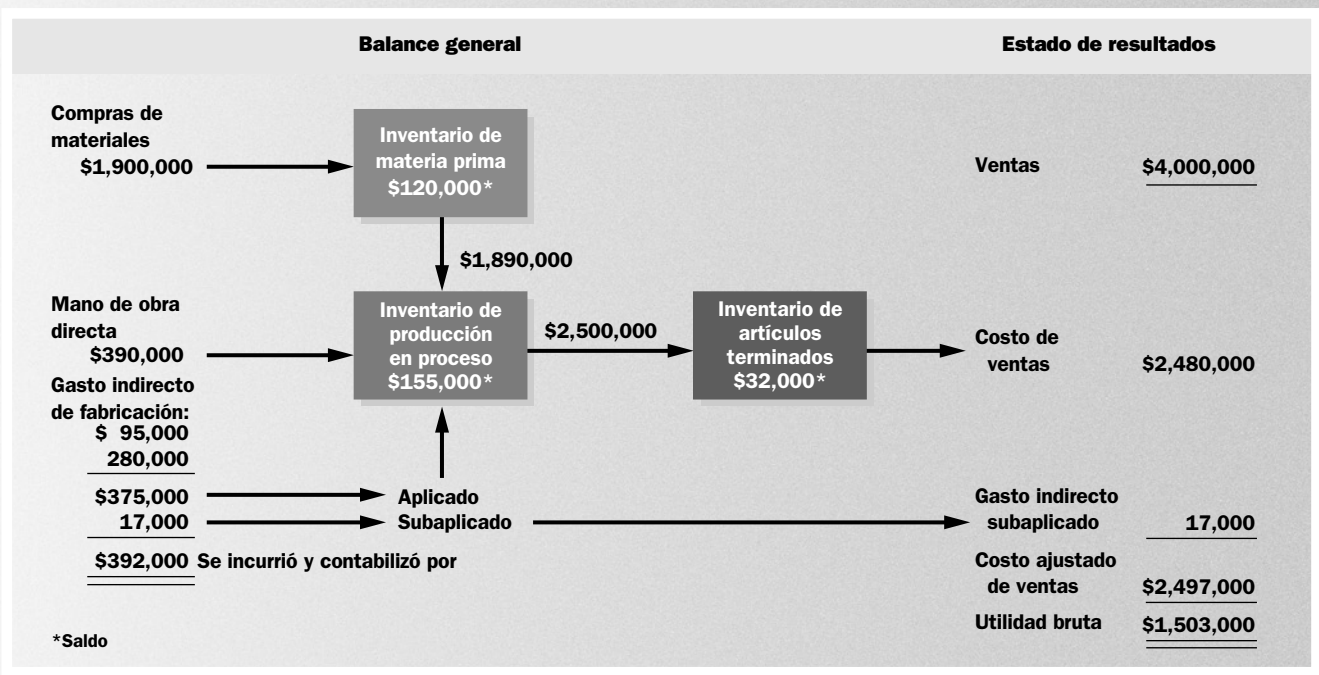 Balance general
Estado de resultados
Compras de
materiales
$1,900,000
Inventario de
materia prima
$120,000*
Ventas
$4,000,000
$1,890,000
Mano de obra
directa
$390,000
Inventario de
producción
en proceso
$155,000*
$2,500,000
Inventario de
artículos
terminados
$32,000*
Costo de
ventas
$2,480,000
Gasto indirecto
de fabricación:
$ 95,000
280,000
$375,000
Aplicado
17,000
Subaplicado
Gasto indirecto
subaplicado
17,000
$392,000 Se incurrió y contabilizó por
Costo ajustado
de ventas
$2,497,000
Utilidad bruta
$1,503,000
*Saldo